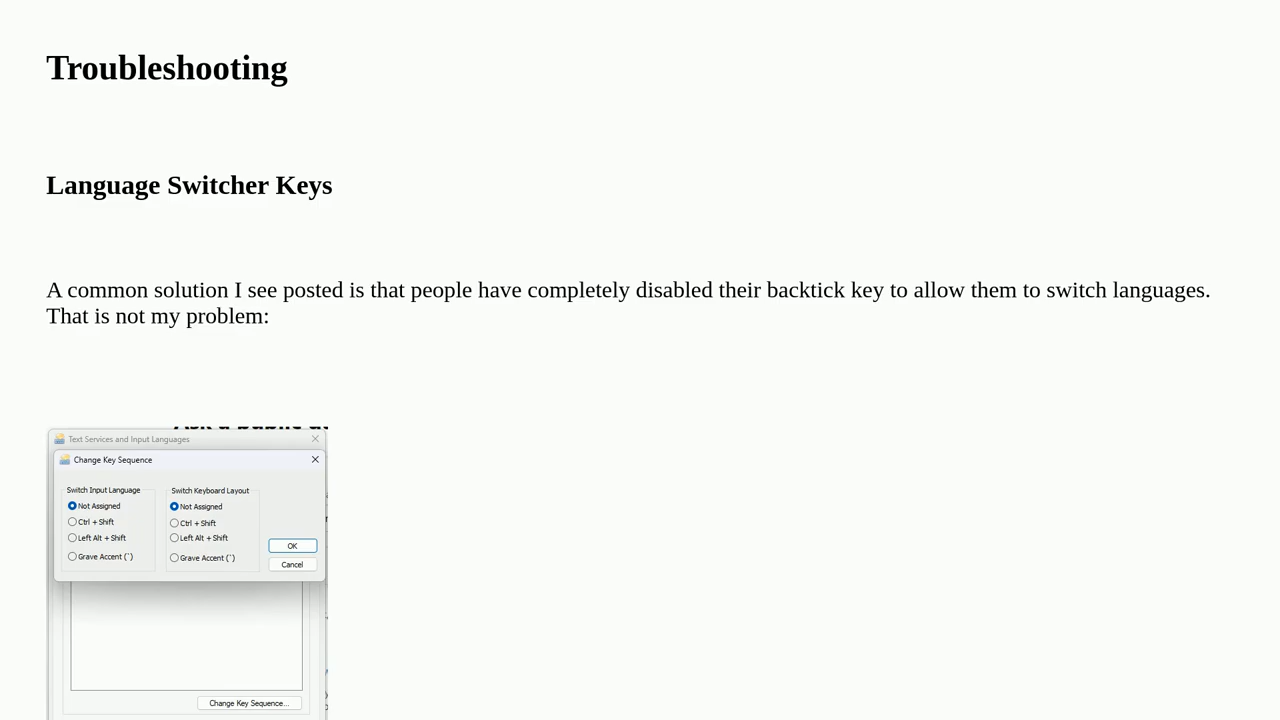 Troubleshooting
Language Switcher Keys
A common solution I see posted is that people have completely disabled their backtick key to allow them to switch languages.
That is not my problem:
Text Services and Input Languages
Change Key Sequence
Switch Input Language
Not Assigned
Ctrl + Shift
Left Alt + Shift
Grave Accent (`)
Switch Keyboard Layout
Not Assigned
Ctrl + Shift
Left Alt + Shift
Grave Accent (`)
OK
Cancel
Change Key Sequence...